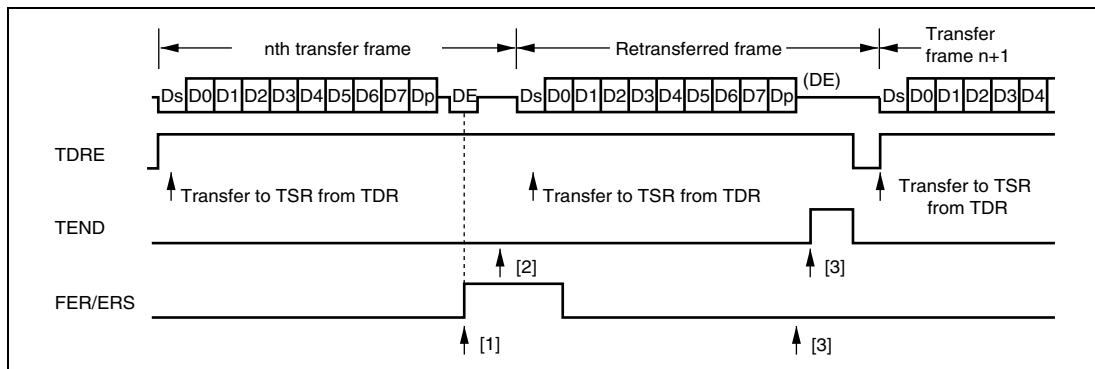 nth transfer frame
Retransferred frame
Transfer
frame n+1
Ds D0 D1 D2 D3 D4 D5 D6 D7 Dp DE
Ds D0 D1 D2 D3 D4 D5 D6 D7 Dp (DE)
Ds D0 D1 D2 D3 D4
TDRE
Transfer to TSR from TDR
Transfer to TSR from TDR
Transfer to TSR
from TDR
TEND
[2]
[3]
FER/ERS
[1]
[3]